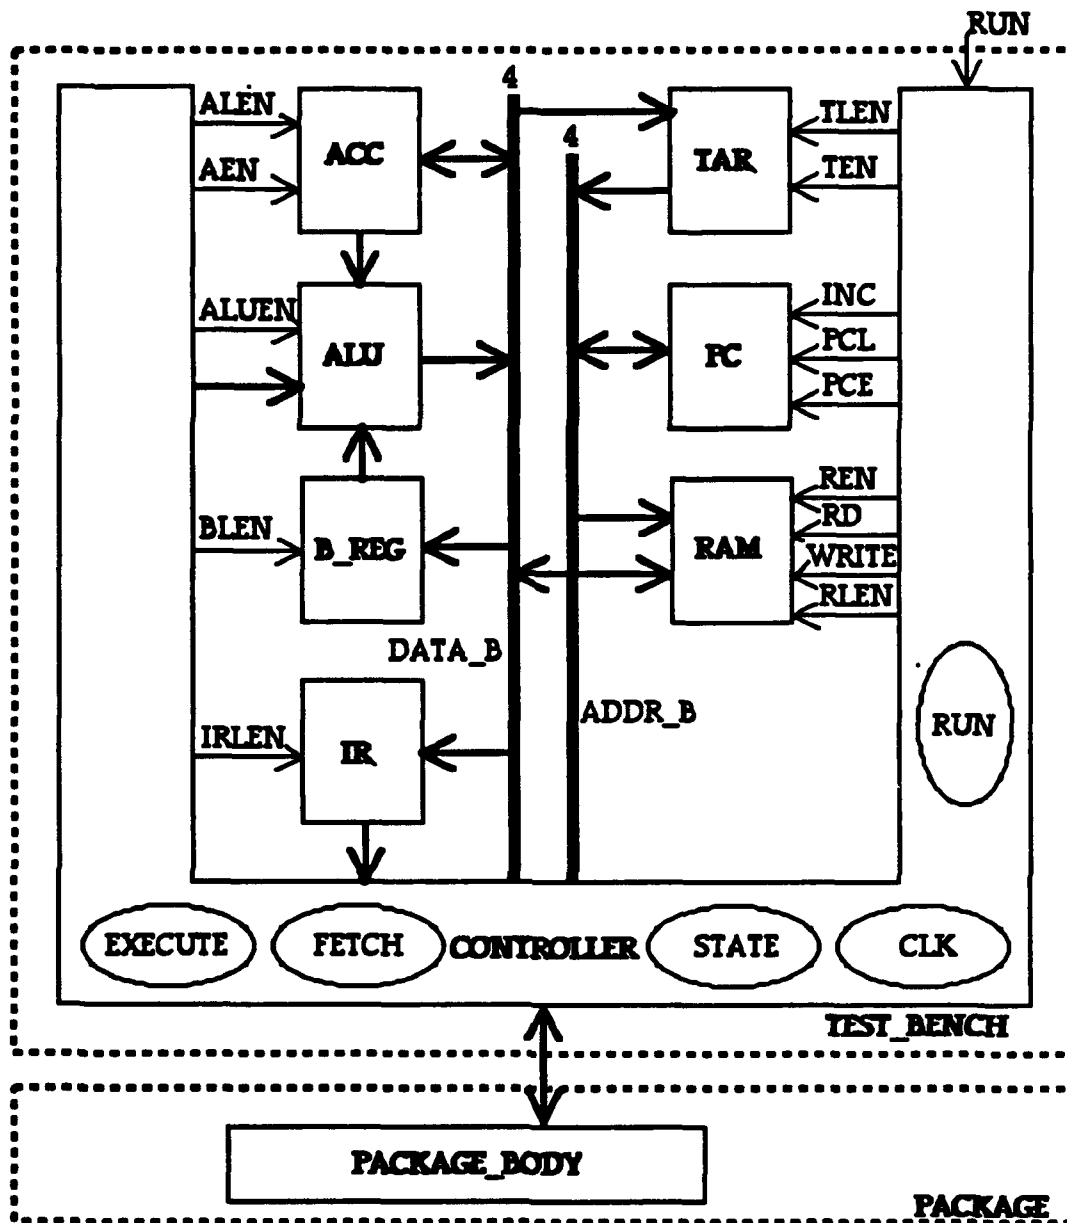 RUN
4
ALEN
ACC
AEN
4
TAR
TLEN
TEN
ALUEN
ALU
PC
INC
PCL
PCE
BLEN
B_REG
RAM
REN
RD
WRITE
RLEN
DATA_B
ADDR_B
IRLEN
IR
RUN
EXECUTE
FETCH
CONTROLLER
STATE
CLK
TEST_BENCH
PACKAGE_BODY
PACKAGE